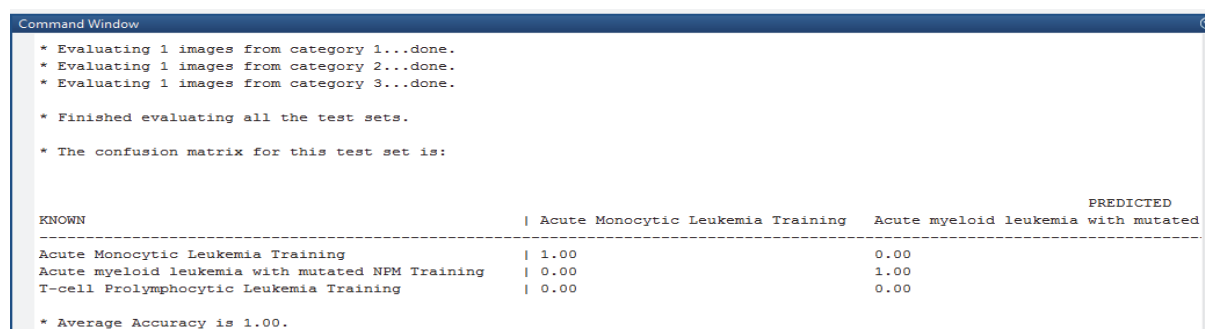 Command Window
* Evaluating 1 images from category 1...done.
* Evaluating 1 images from category 2...done.
* Evaluating 1 images from category 3...done.
* Finished evaluating all the test sets.
* The confusion matrix for this test set is:
PREDICTED
KNOWN | Acute Monocytic Leukemia Training Acute myeloid leukemia with mutated
--------------------------------------------------------------------------------
Acute Monocytic Leukemia Training | 1.00 0.00
Acute myeloid leukemia with mutated NPM Training | 0.00 1.00
T-cell Prolymphocytic Leukemia Training | 0.00 0.00
* Average Accuracy is 1.00.